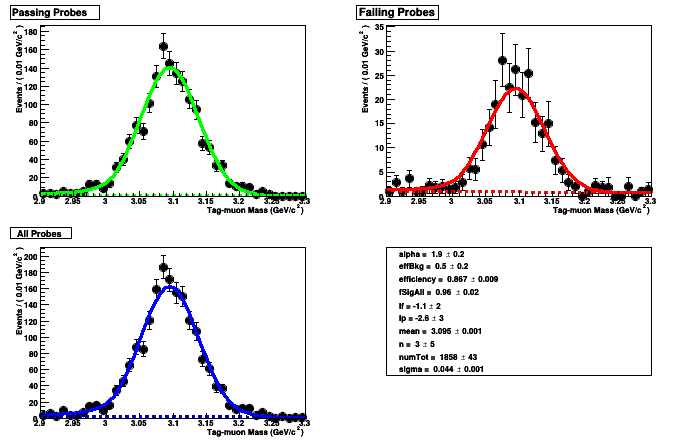 Passing Probes
Events / ( 0.01 GeV/c² )
180
160
140
120
100
80
60
40
20
0
2.9 2.95 3 3.05 3.1 3.15 3.2 3.25 3.3
Tag-muon Mass (GeV/c²)
Failing Probes
Events / ( 0.01 GeV/c² )
35
30
25
20
15
10
5
0
2.9 2.95 3 3.05 3.1 3.15 3.2 3.25 3.3
Tag-muon Mass (GeV/c²)
All Probes
Events / ( 0.01 GeV/c² )
200
180
160
140
120
100
80
60
40
20
0
2.9 2.95 3 3.05 3.1 3.15 3.2 3.25 3.3
Tag-muon Mass (GeV/c²)
alpha = 1.9 ± 0.2
effBkg = 0.5 ± 0.2
efficiency = 0.867 ± 0.009
fSigAll = 0.96 ± 0.02
lf = -1.1 ± 2
lp = -2.6 ± 3
mean = 3.095 ± 0.001
n = 3 ± 5
numTot = 1858 ± 43
sigma = 0.044 ± 0.001